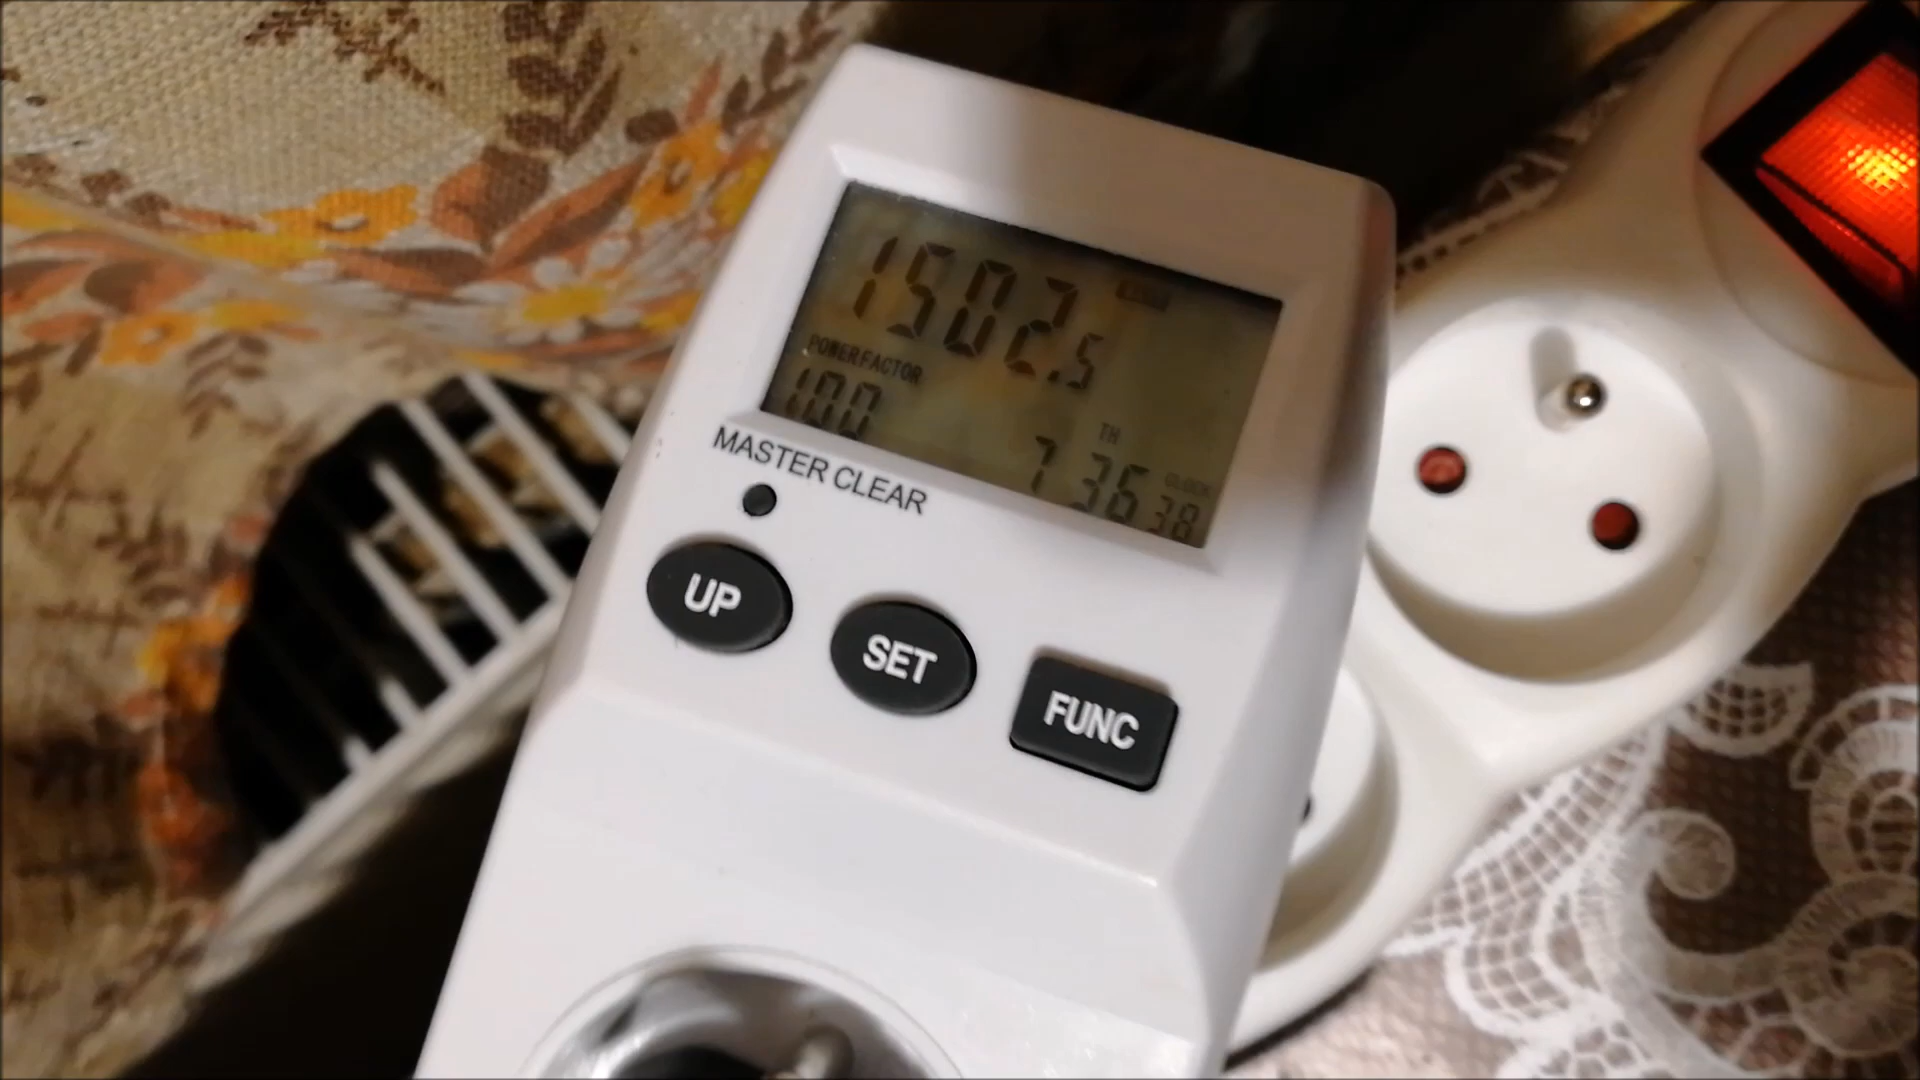 1502.5
POWER FACTOR
1.00
TH
7 36 38
CLOCK
MASTER CLEAR
UP
SET
FUNC